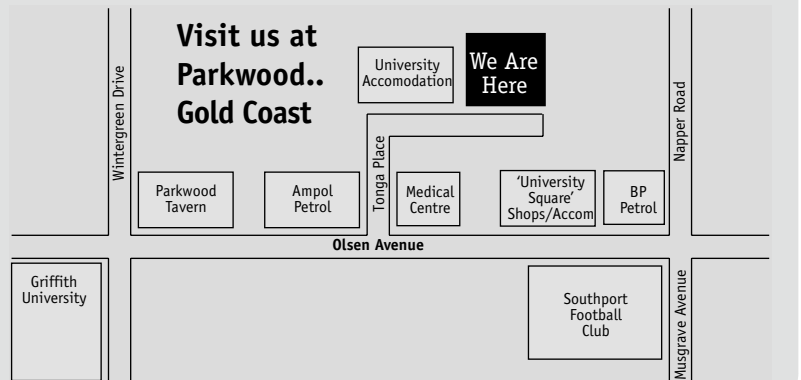 Visit us at
Parkwood..
Gold Coast
University
Accomodation
We Are
Here
Wintergreen Drive
Napper Road
Tonga Place
Parkwood
Tavern
Ampol
Petrol
Medical
Centre
'University
Square'
Shops/Accom
BP
Petrol
Olsen Avenue
Griffith
University
Southport
Football
Club
Musgrave Avenue